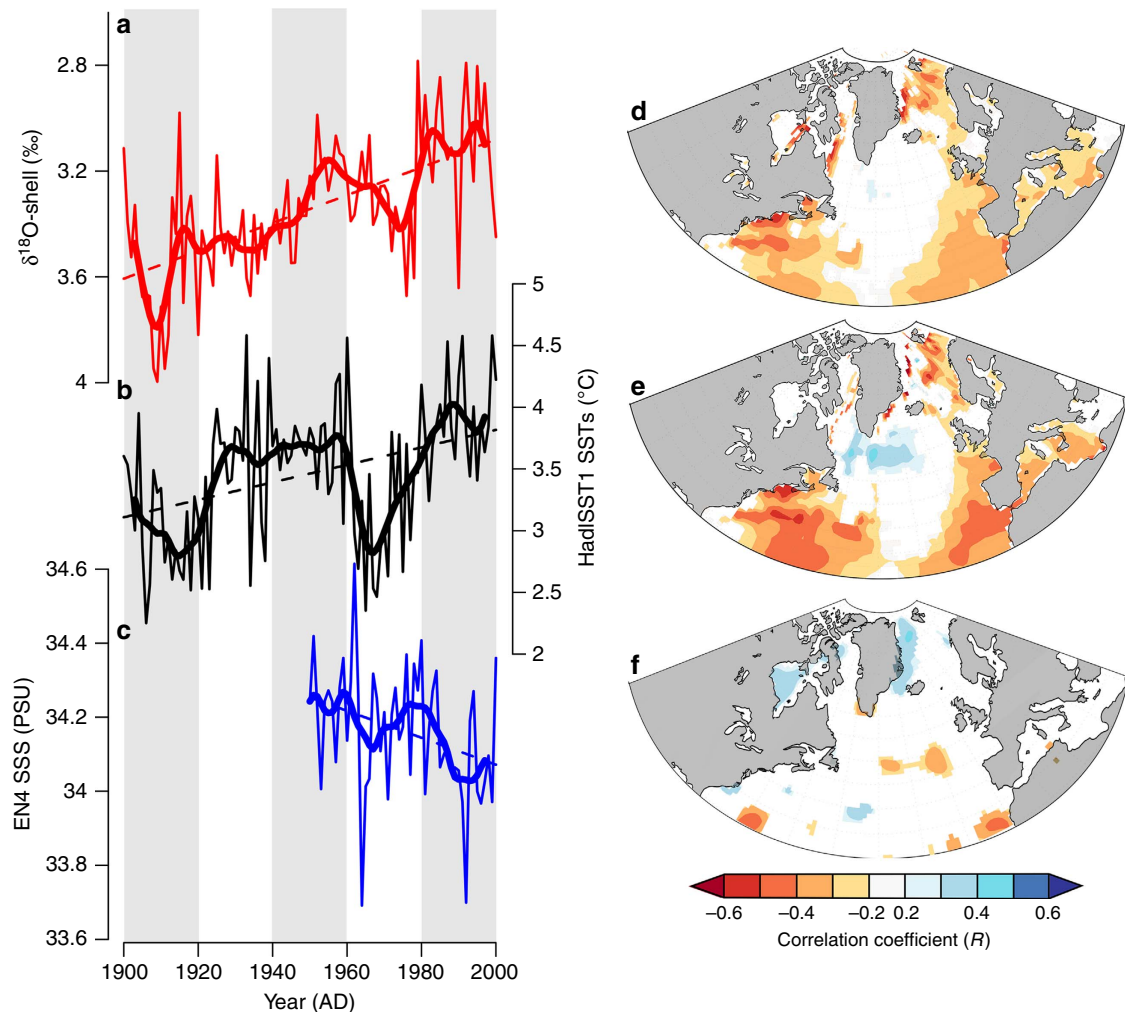 a
2.8
3.2
3.6
4
δ18O-shell (‰)
b
5
4.5
4
3.5
3
2.5
2
HadISST1 SSTs (°C)
c
34.6
34.4
34.2
34
33.8
33.6
EN4 SSS (PSU)
1900 1920 1940 1960 1980 2000
Year (AD)
d
e
f
−0.6 −0.4 −0.2 0.2 0.4 0.6
Correlation coefficient (R)